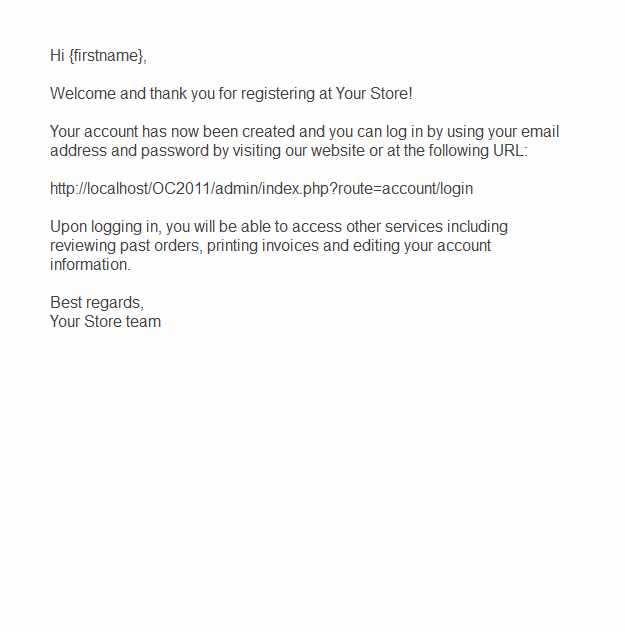 Hi {firstname},
Welcome and thank you for registering at Your Store!
Your account has now been created and you can log in by using your email
address and password by visiting our website or at the following URL:
http://localhost/OC2011/admin/index.php?route=account/login
Upon logging in, you will be able to access other services including
reviewing past orders, printing invoices and editing your account
information.
Best regards,
Your Store team